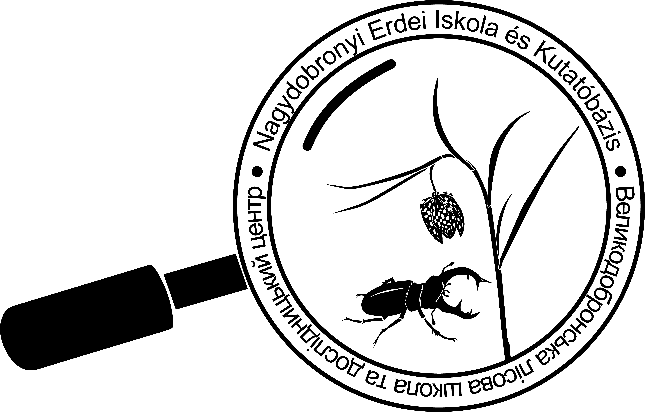 Nagydobronyi Erdei Iskola és Kutatóbázis
Великодобронська лісова школа та дослідницький центр